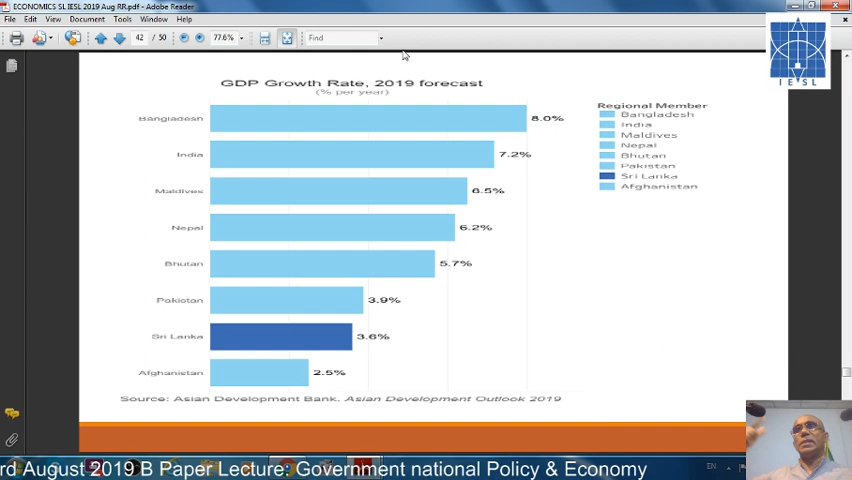 ECONOMICS SL IESL 2019 Aug RR.pdf - Adobe Reader
File Edit View Document Tools Window Help
42 / 50 77.6% Find
IESL
GDP Growth Rate, 2019 forecast
(% per year)
Bangladesh 8.0%
India 7.2%
Maldives 6.5%
Nepal 6.2%
Bhutan 5.7%
Pakistan 3.9%
Sri Lanka 3.6%
Afghanistan 2.5%
Regional Member
Bangladesh
India
Maldives
Nepal
Bhutan
Pakistan
Sri Lanka
Afghanistan
Source: Asian Development Bank. Asian Development Outlook 2019
rd August 2019 B Paper Lecture: Government national Policy & Economy
EN